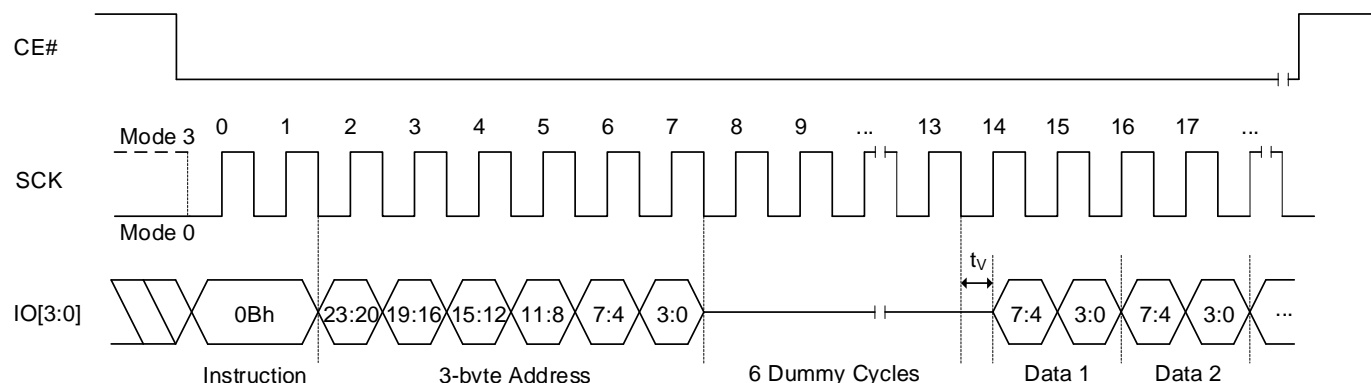 CE#
0 1 2 3 4 5 6 7 8 9 ... 13 14 15 16 17 ...
Mode 3
SCK
Mode 0
tV
IO[3:0] 0Bh 23:20 19:16 15:12 11:8 7:4 3:0 7:4 3:0 7:4 3:0 ...
Instruction 3-byte Address 6 Dummy Cycles Data 1 Data 2